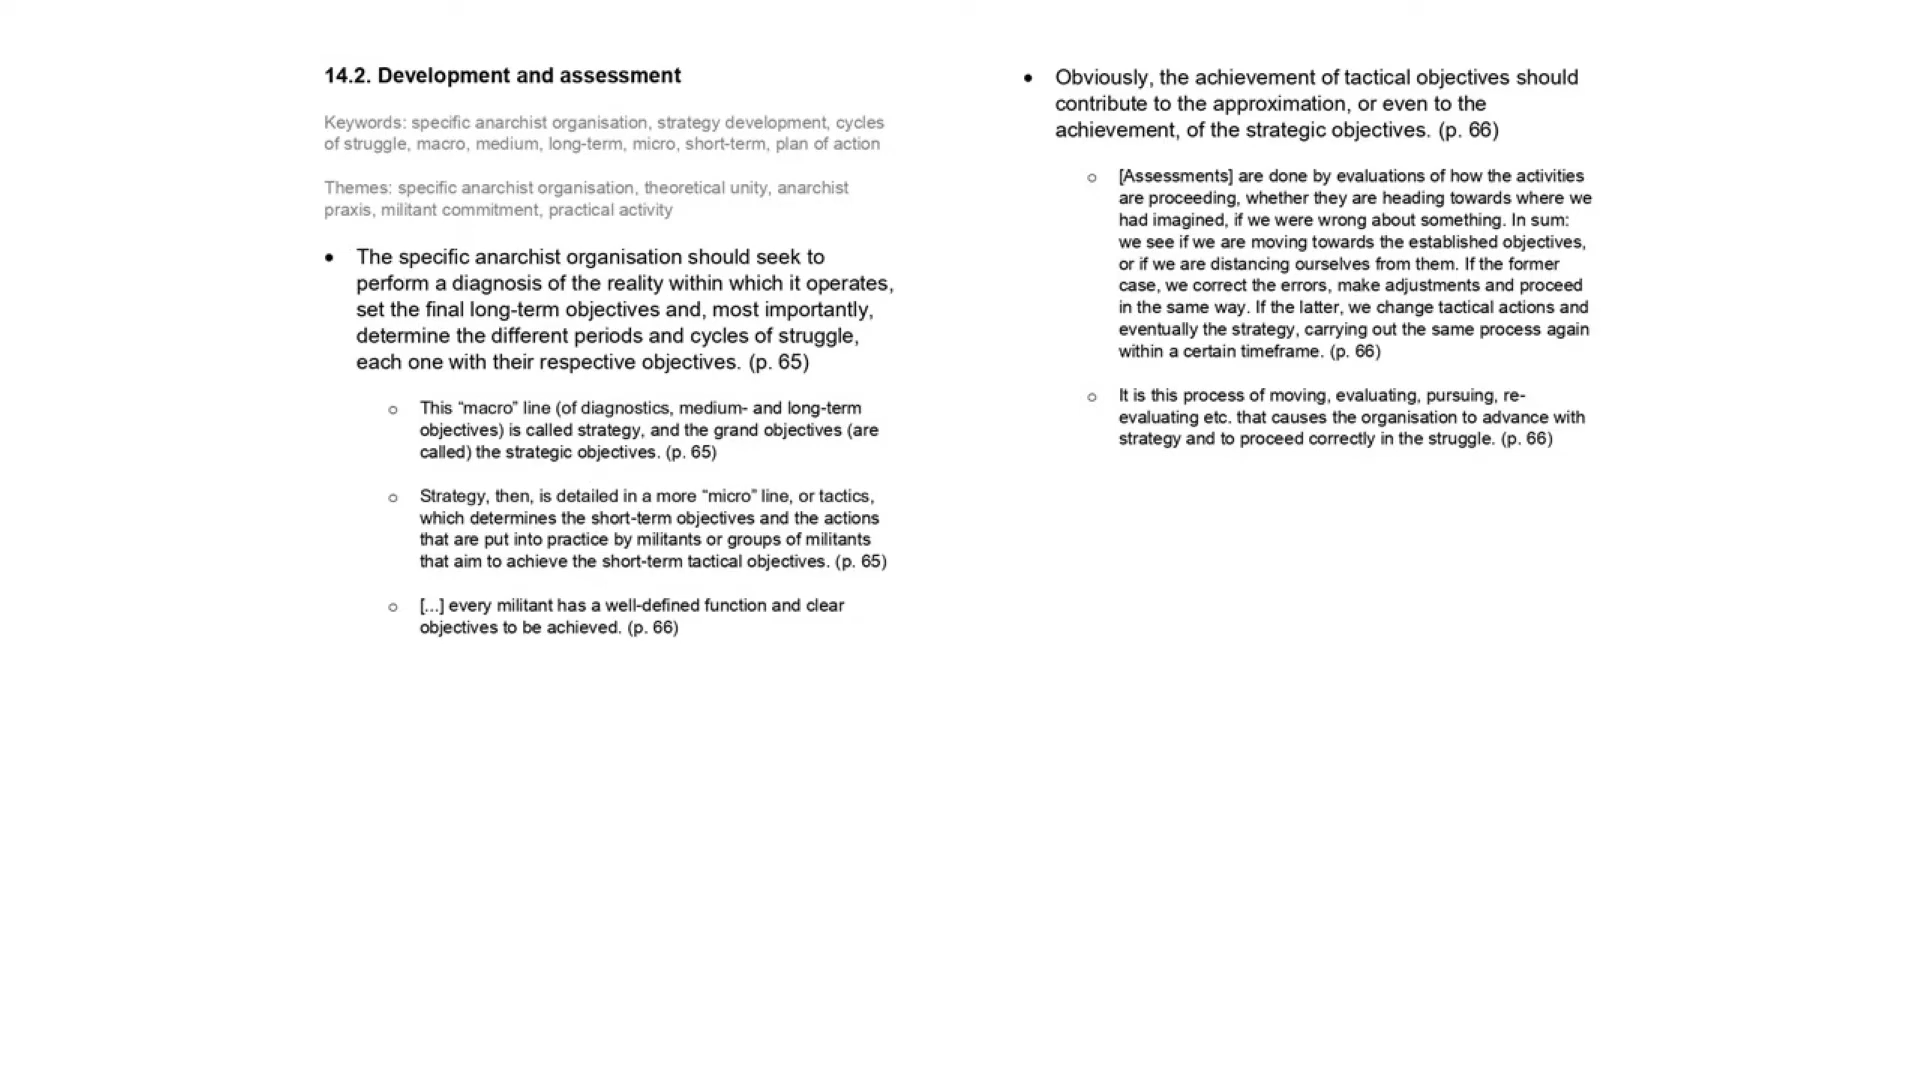 14.2. Development and assessment
Keywords: specific anarchist organisation, strategy development, cycles
of struggle, macro, medium, long-term, micro, short-term, plan of action
Themes: specific anarchist organisation, theoretical unity, anarchist
praxis, militant commitment, practical activity
• The specific anarchist organisation should seek to
perform a diagnosis of the reality within which it operates,
set the final long-term objectives and, most importantly,
determine the different periods and cycles of struggle,
each one with their respective objectives. (p. 65)
o This “macro” line (of diagnostics, medium- and long-term
objectives) is called strategy, and the grand objectives (are
called) the strategic objectives. (p. 65)
o Strategy, then, is detailed in a more “micro” line, or tactics,
which determines the short-term objectives and the actions
that are put into practice by militants or groups of militants
that aim to achieve the short-term tactical objectives. (p. 65)
o [...] every militant has a well-defined function and clear
objectives to be achieved. (p. 66)
• Obviously, the achievement of tactical objectives should
contribute to the approximation, or even to the
achievement, of the strategic objectives. (p. 66)
o [Assessments] are done by evaluations of how the activities
are proceeding, whether they are heading towards where we
had imagined, if we were wrong about something. In sum:
we see if we are moving towards the established objectives,
or if we are distancing ourselves from them. If the former
case, we correct the errors, make adjustments and proceed
in the same way. If the latter, we change tactical actions and
eventually the strategy, carrying out the same process again
within a certain timeframe. (p. 66)
o It is this process of moving, evaluating, pursuing, re-
evaluating etc. that causes the organisation to advance with
strategy and to proceed correctly in the struggle. (p. 66)